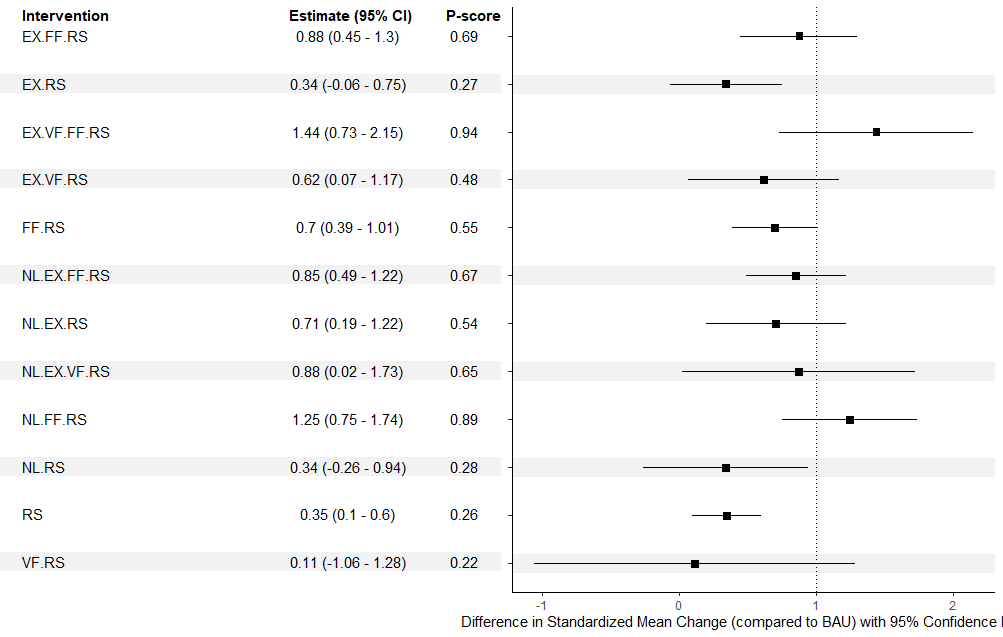 Intervention Estimate (95% CI) P-score
EX.FF.RS 0.88 (0.45 - 1.3) 0.69
EX.RS 0.34 (-0.06 - 0.75) 0.27
EX.VF.FF.RS 1.44 (0.73 - 2.15) 0.94
EX.VF.RS 0.62 (0.07 - 1.17) 0.48
FF.RS 0.7 (0.39 - 1.01) 0.55
NL.EX.FF.RS 0.85 (0.49 - 1.22) 0.67
NL.EX.RS 0.71 (0.19 - 1.22) 0.54
NL.EX.VF.RS 0.88 (0.02 - 1.73) 0.65
NL.FF.RS 1.25 (0.75 - 1.74) 0.89
NL.RS 0.34 (-0.26 - 0.94) 0.28
RS 0.35 (0.1 - 0.6) 0.26
VF.RS 0.11 (-1.06 - 1.28) 0.22
-1 0 1 2
Difference in Standardized Mean Change (compared to BAU) with 95% Confidence